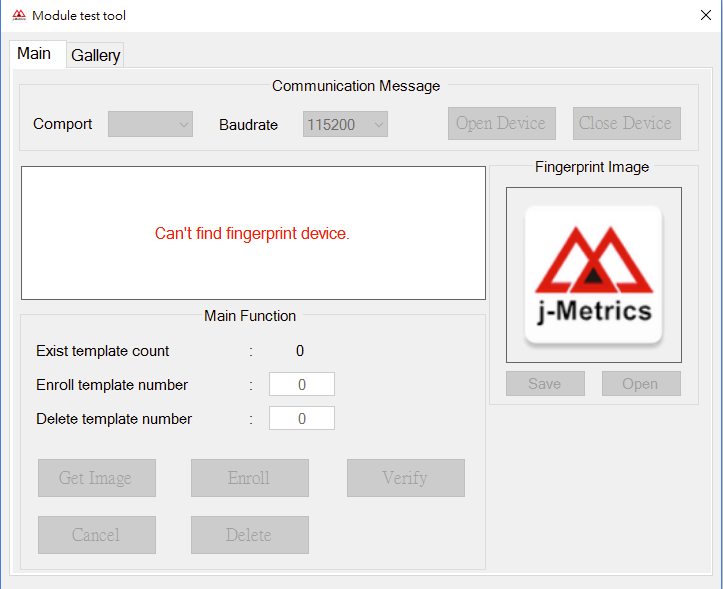 Module test tool
Main
Gallery
Communication Message
Comport
Baudrate
115200
Open Device
Close Device
Can't find fingerprint device.
Fingerprint Image
j-Metrics
Save
Open
Main Function
Exist template count : 0
Enroll template number : 0
Delete template number : 0
Get Image
Enroll
Verify
Cancel
Delete